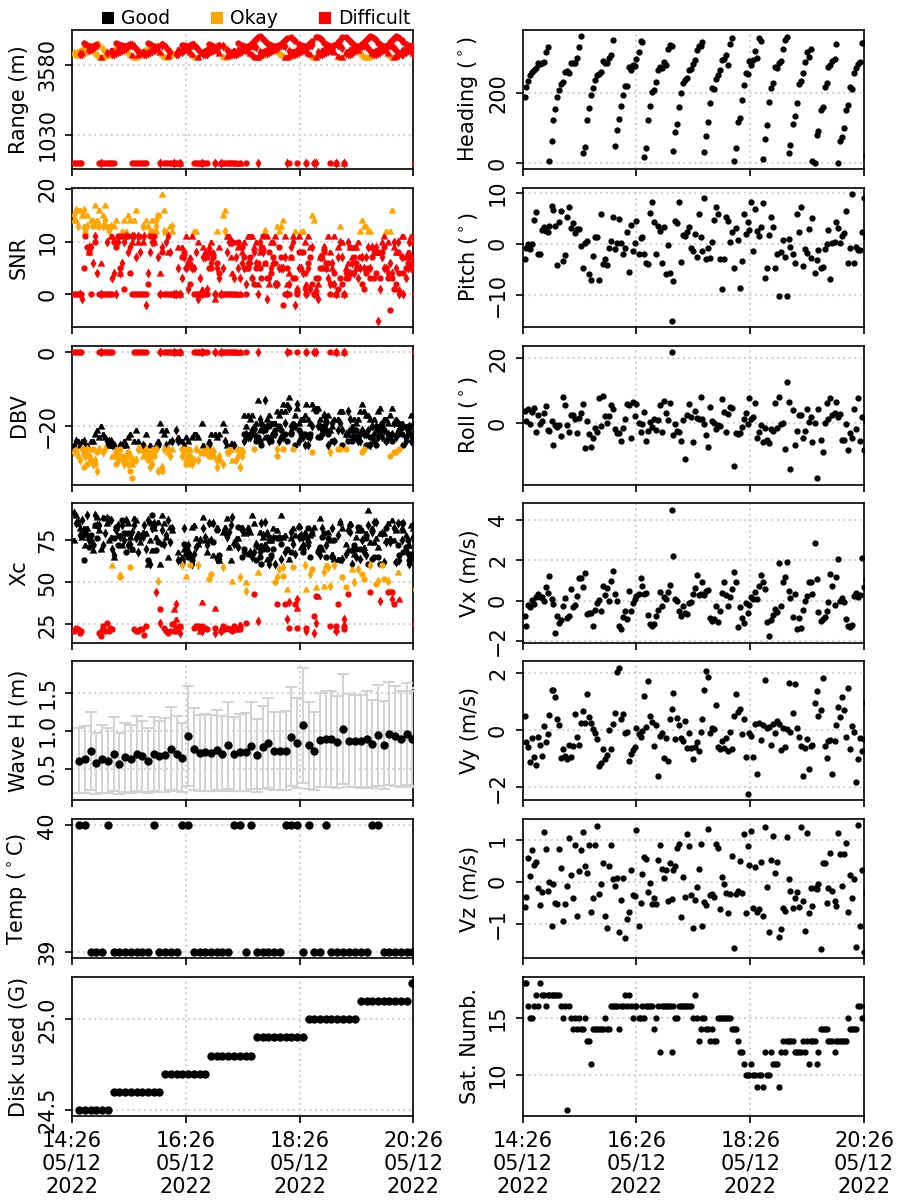 Good Okay Difficult
Range (m)
3580
1030
Heading (°)
200
0
SNR
20
10
0
Pitch (°)
10
0
−10
DBV
0
−20
Roll (°)
20
0
Xc
75
50
25
Vx (m/s)
4
2
0
−2
Wave H (m)
1.5
1.0
0.5
Vy (m/s)
2
0
−2
Temp (°C)
40
39
Vz (m/s)
1
0
−1
Disk used (G)
25.0
24.5
Sat. Numb.
15
10
14:26 16:26 18:26 20:26 14:26 16:26 18:26 20:26
05/12 05/12 05/12 05/12 05/12 05/12 05/12 05/12
2022 2022 2022 2022 2022 2022 2022 2022